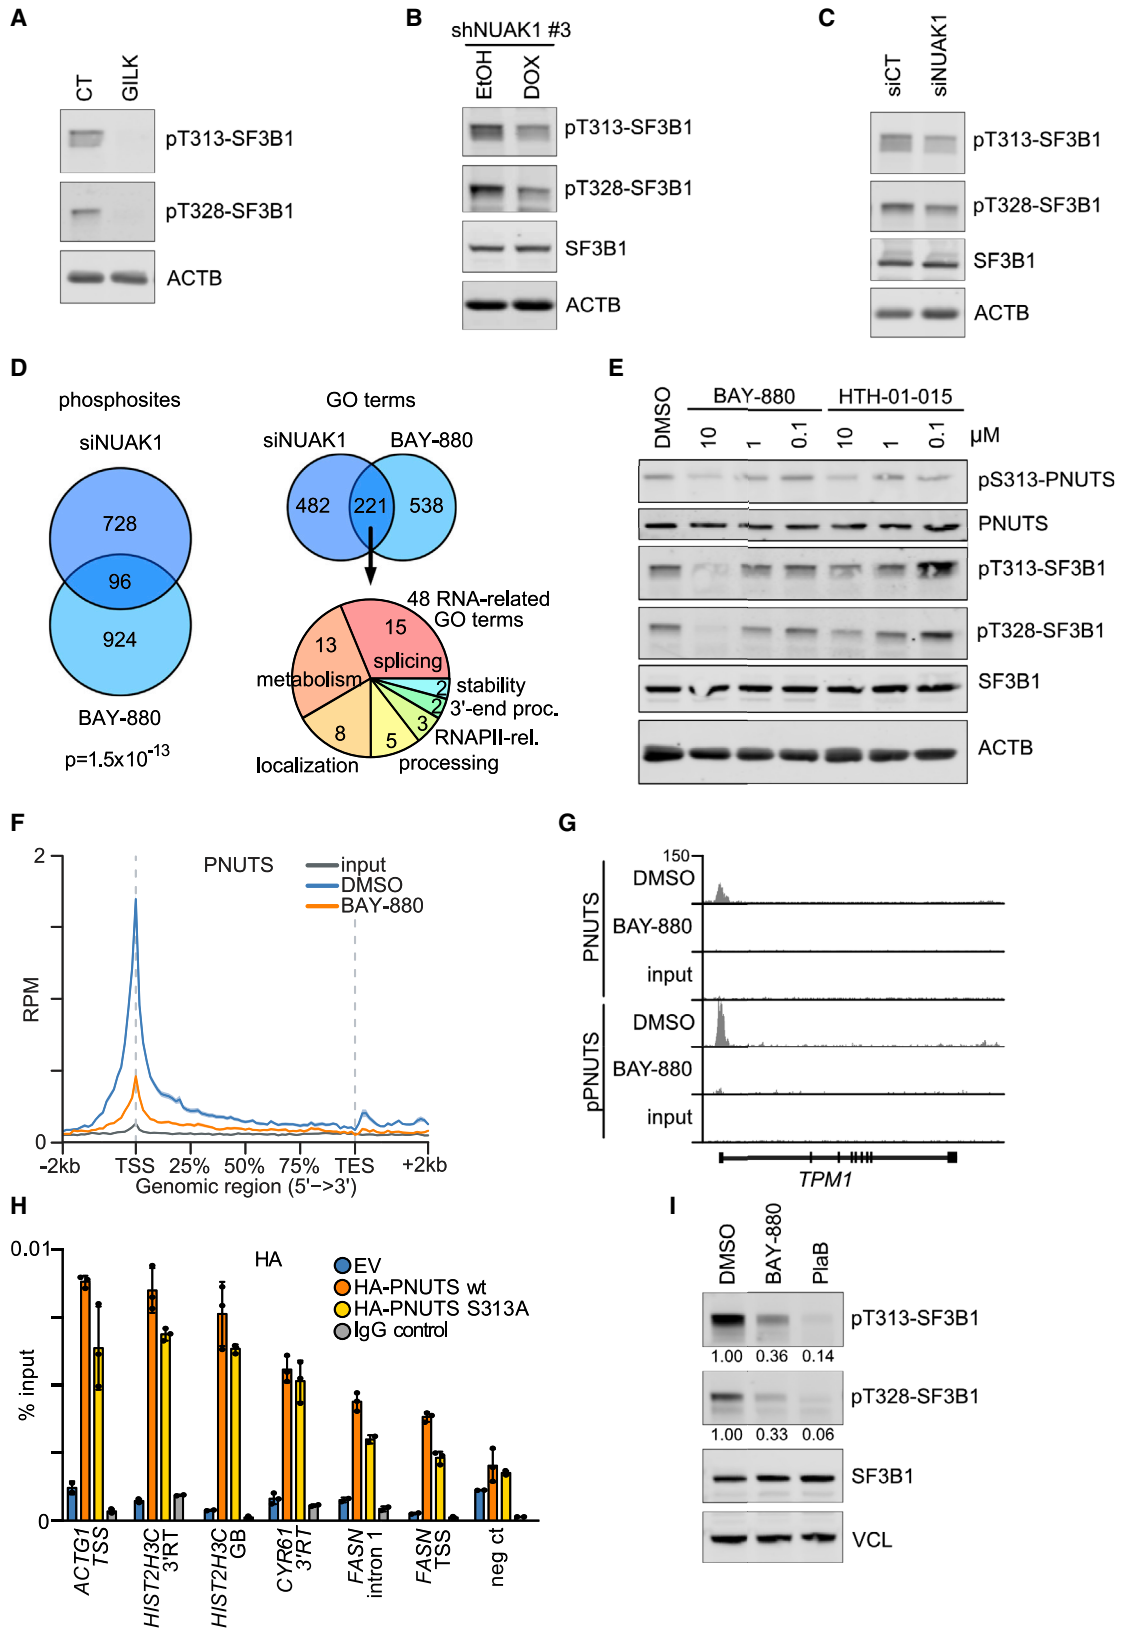 A
CT
GILK
pT313-SF3B1
pT328-SF3B1
ACTB
B
shNUAK1 #3
EtOH
DOX
pT313-SF3B1
pT328-SF3B1
SF3B1
ACTB
C
siCT
siNUAK1
pT313-SF3B1
pT328-SF3B1
SF3B1
ACTB
D
phosphosites
siNUAK1
728
96
924
BAY-880
p=1.5x10-13
GO terms
siNUAK1
BAY-880
482
221
538
48 RNA-related
GO terms
15
splicing
13
metabolism
2
stability
2
3'-end proc.
3
RNAPII-rel.
8
localization
5
processing
E
DMSO
BAY-880
HTH-01-015
10
1
0.1
10
1
0.1
µM
pS313-PNUTS
PNUTS
pT313-SF3B1
pT328-SF3B1
SF3B1
ACTB
F
2
PNUTS
input
DMSO
BAY-880
RPM
0
-2kb
TSS
25%
50%
75%
TES
+2kb
Genomic region (5'−>3')
G
150
PNUTS
DMSO
BAY-880
input
pPNUTS
DMSO
BAY-880
input
TPM1
H
0.01
HA
EV
HA-PNUTS wt
HA-PNUTS S313A
IgG control
% input
0
ACTG1
TSS
HIST2H3C
3'RT
HIST2H3C
GB
CYR61
3'RT
FASN
intron 1
FASN
TSS
neg ct
I
DMSO
BAY-880
PlaB
pT313-SF3B1
1.00 0.36 0.14
pT328-SF3B1
1.00 0.33 0.06
SF3B1
VCL